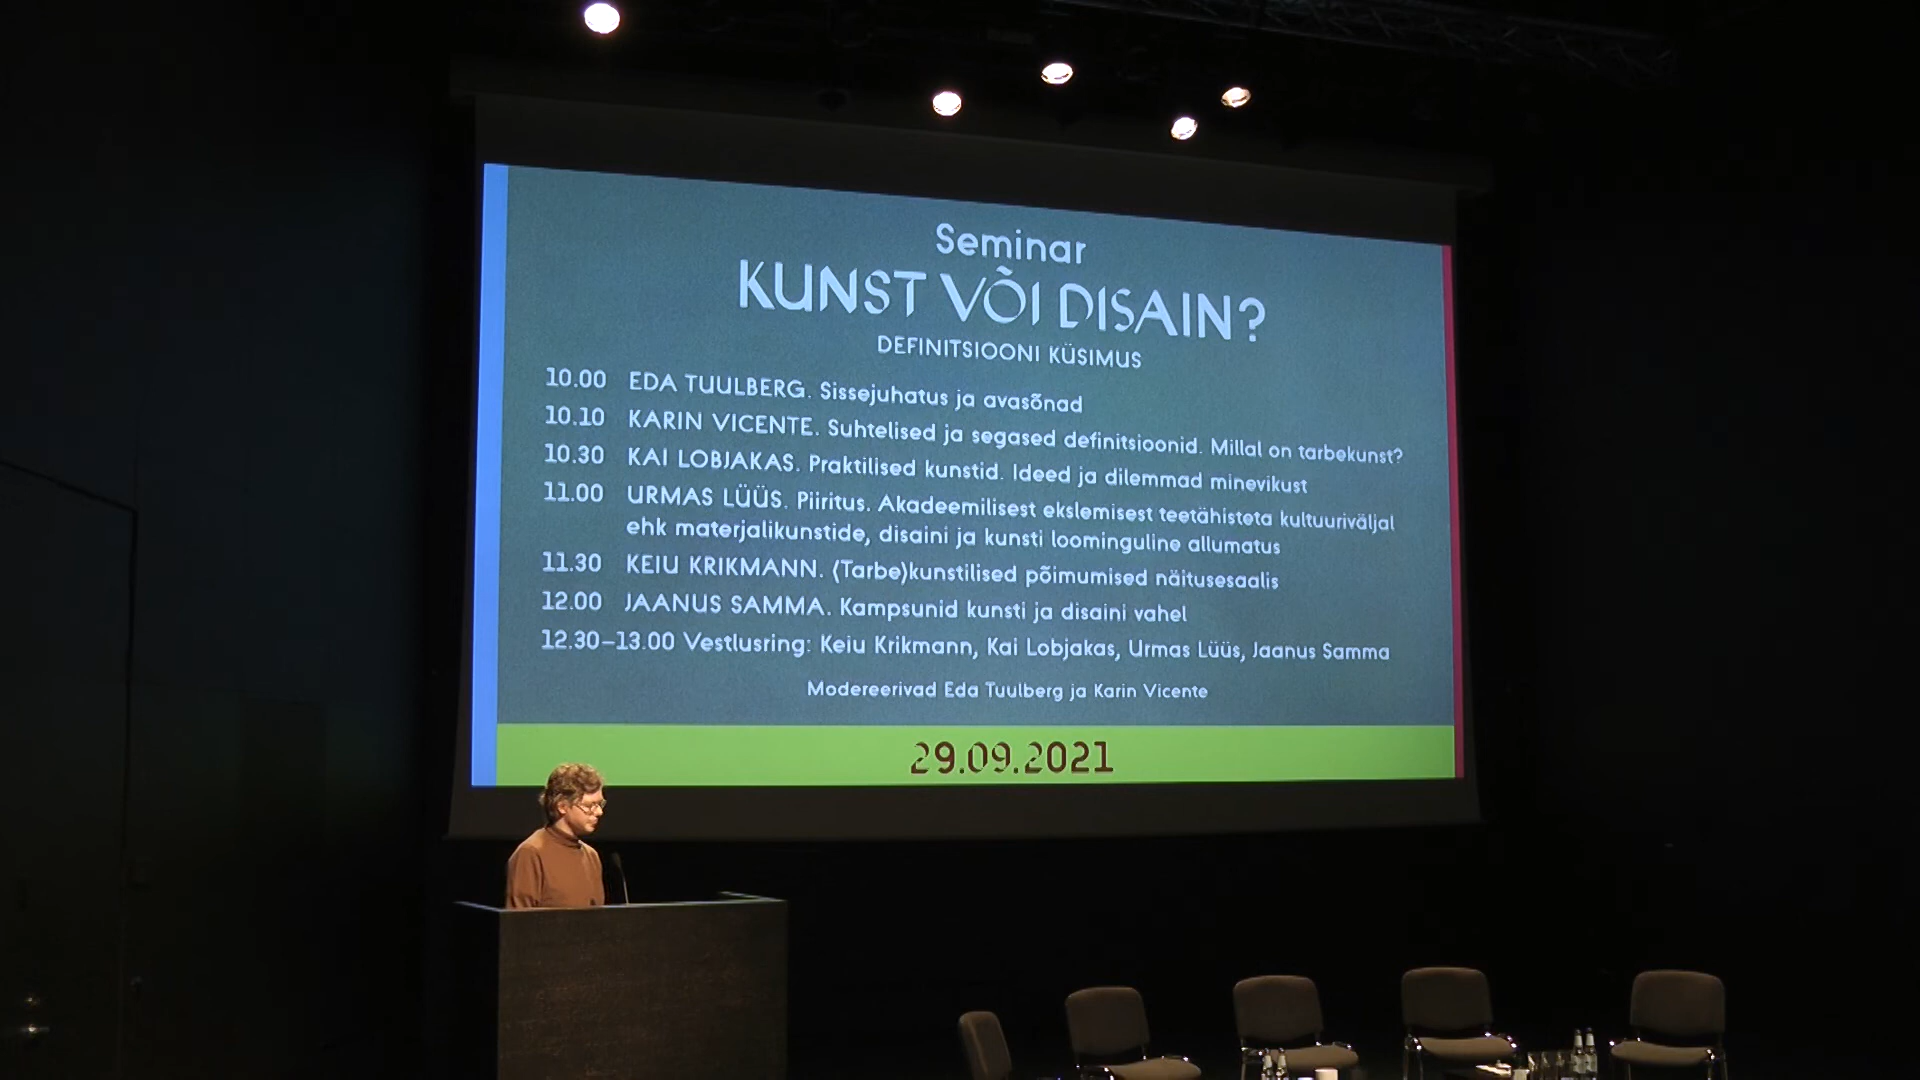 Seminar
KUNST VÕI DISAIN?
DEFINITSIOONI KÜSIMUS
10.00 EDA TUULBERG. Sissejuhatus ja avasõnad
10.10 KARIN VICENTE. Suhtelised ja segased definitsioonid. Millal on tarbekunst?
10.30 KAI LOBJAKAS. Praktilised kunstid. Ideed ja dilemmad minevikust
11.00 URMAS LÜÜS. Piiritus. Akadeemilisest ekslemisest teetähisteta kultuuriväljal
ehk materjalikunstide, disaini ja kunsti loominguline allumatus
11.30 KEIU KRIKMANN. (Tarbe)kunstilised põimumised näitusesaalis
12.00 JAANUS SAMMA. Kampsunid kunsti ja disaini vahel
12.30–13.00 Vestlusring: Keiu Krikmann, Kai Lobjakas, Urmas Lüüs, Jaanus Samma
Modereerivad Eda Tuulberg ja Karin Vicente
29.09.2021